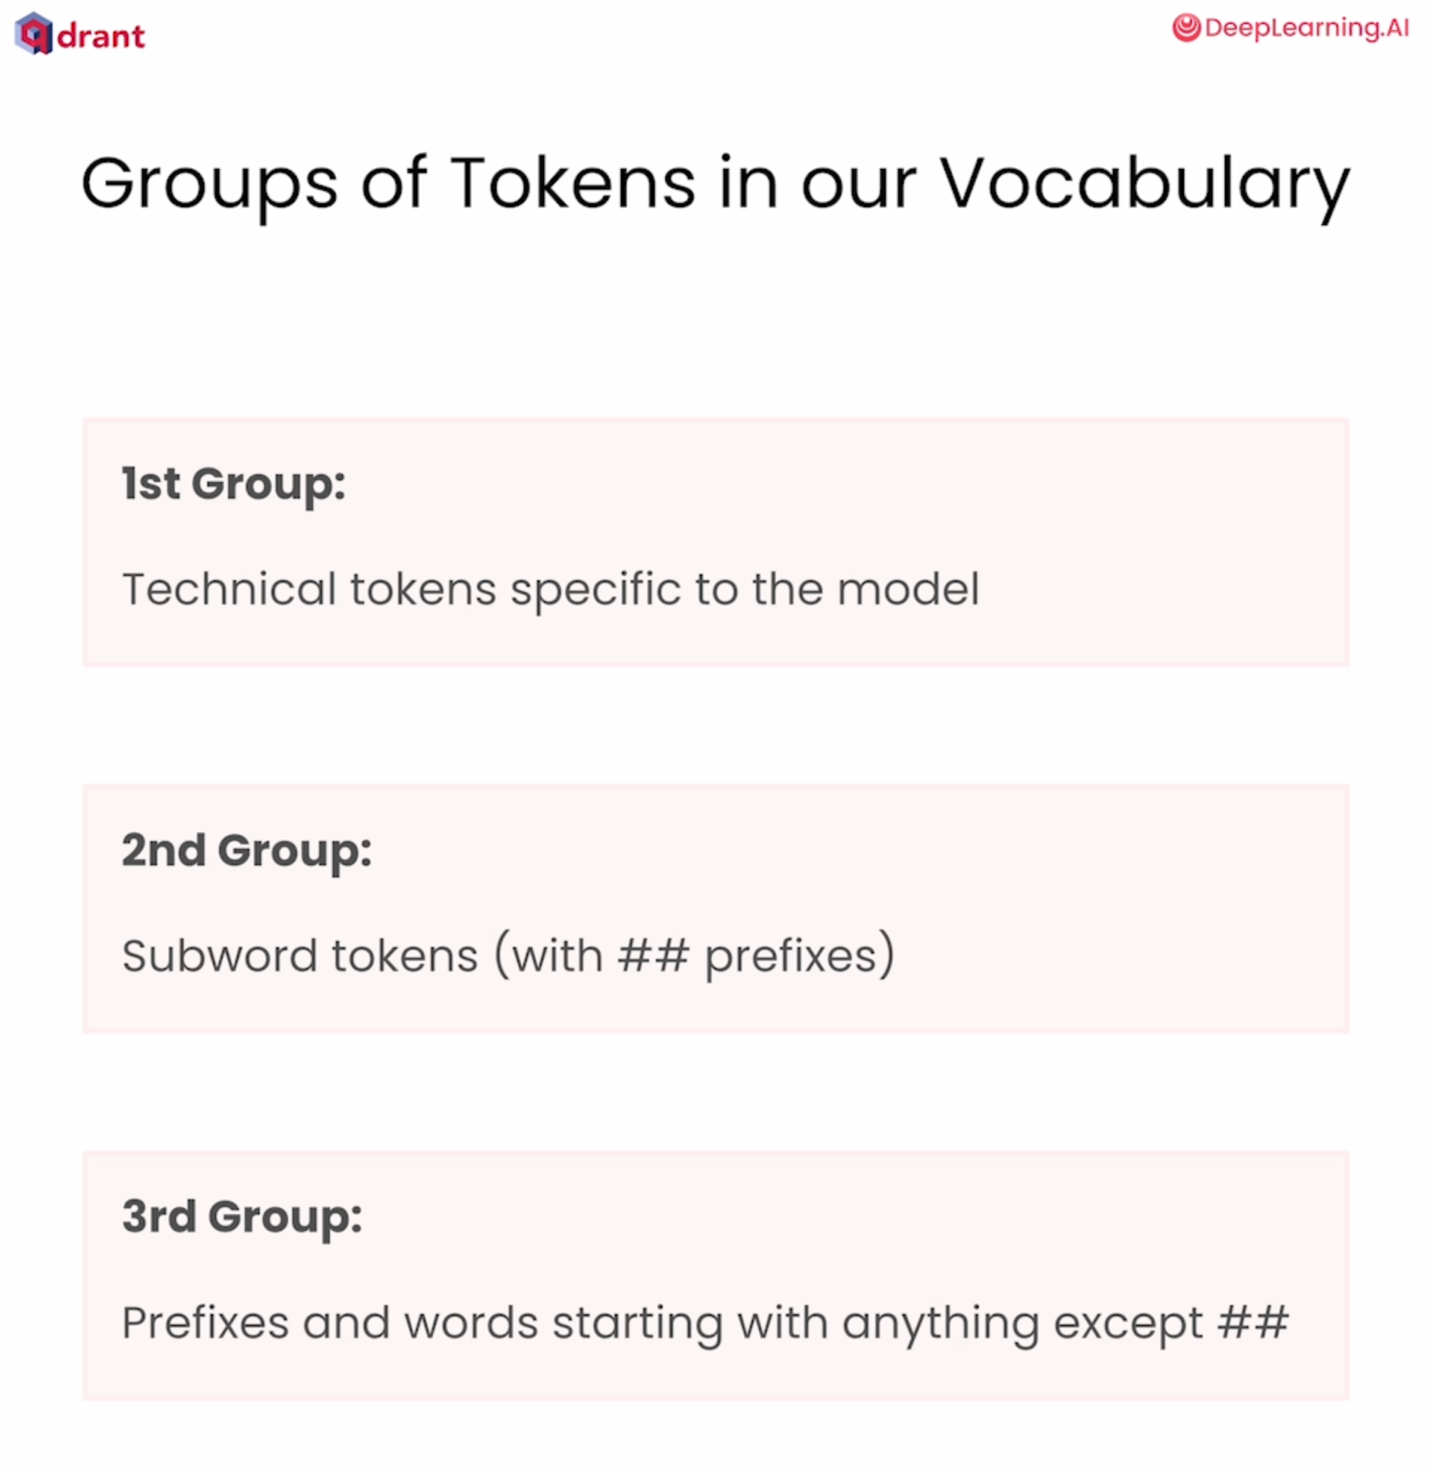 qdrant
DeepLearning.AI
Groups of Tokens in our Vocabulary
1st Group:
Technical tokens specific to the model
2nd Group:
Subword tokens (with ## prefixes)
3rd Group:
Prefixes and words starting with anything except ##